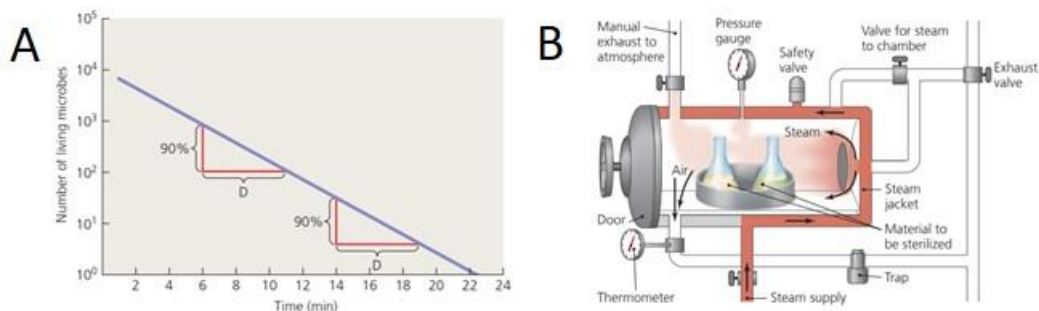 A
Number of living microbes
10⁵
10⁴
10³
10²
10¹
10⁰
90%
D
90%
D
2 4 6 8 10 12 14 16 18 20 22 24
Time (min)
B
Manual
exhaust to
atmosphere
Pressure
gauge
Safety
valve
Valve for steam
to chamber
Exhaust
valve
Steam
Air
Steam
jacket
Door
Material to
be sterilized
Thermometer
Steam supply
Trap